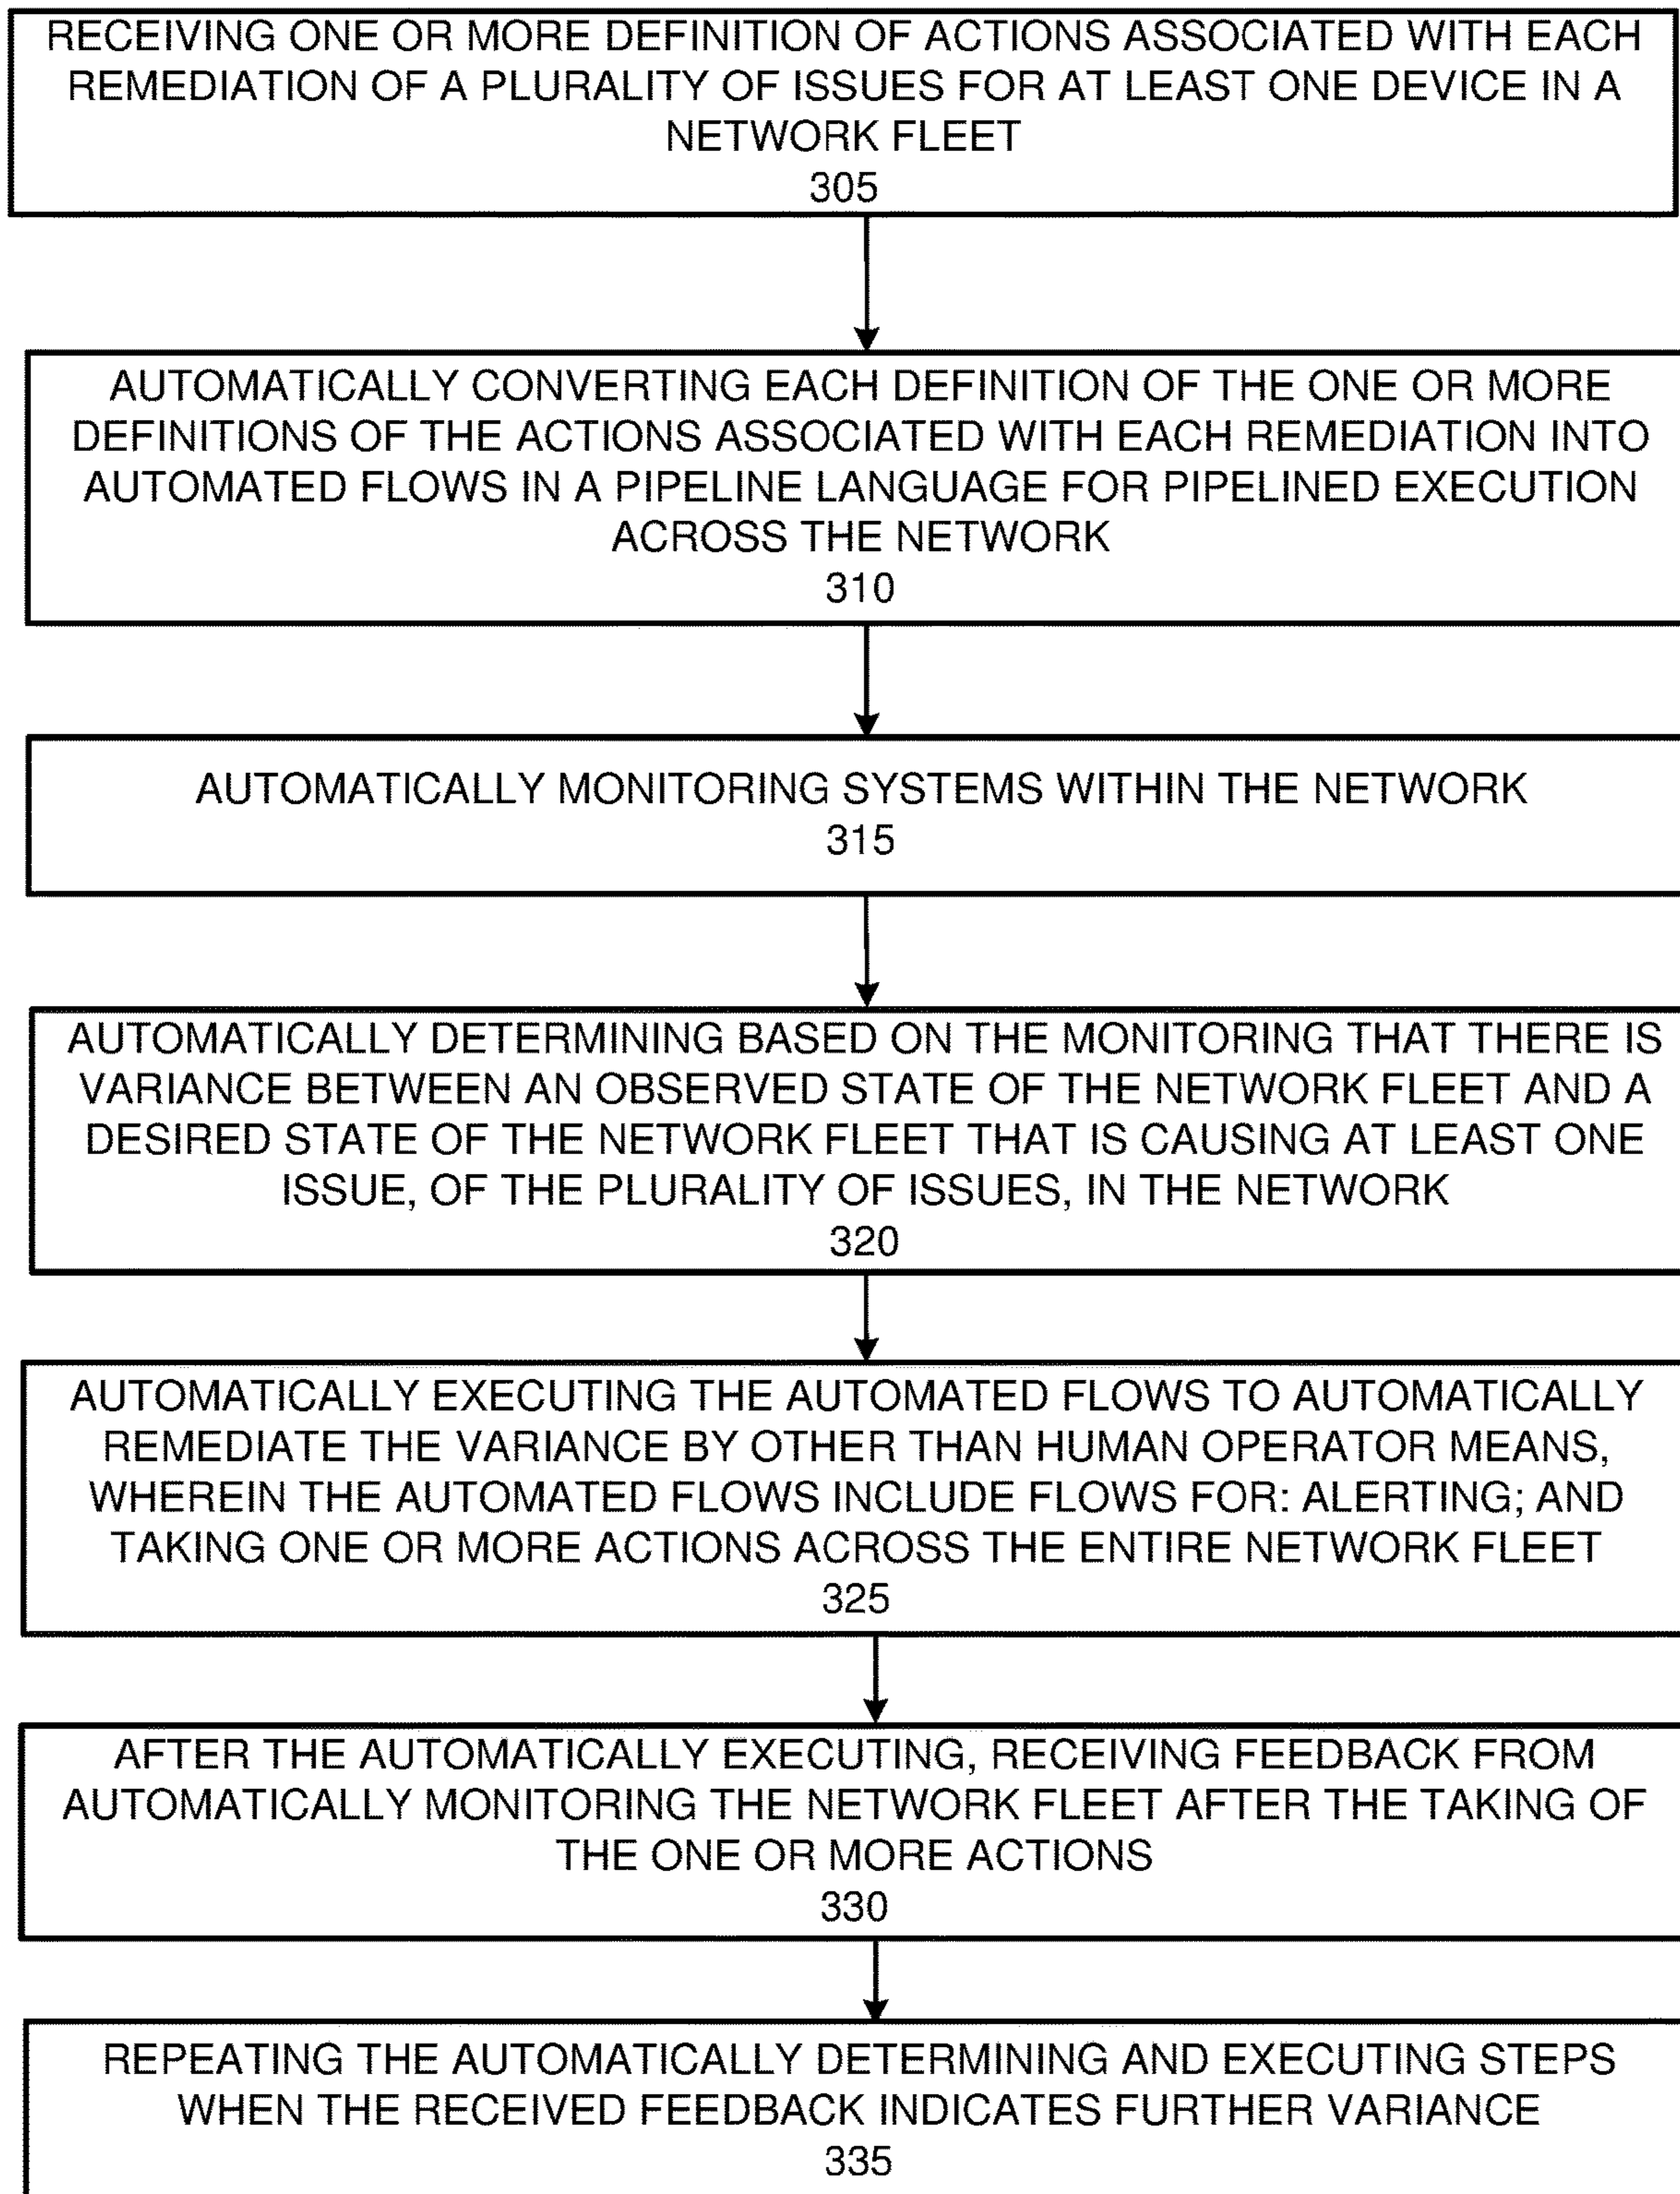 RECEIVING ONE OR MORE DEFINITION OF ACTIONS ASSOCIATED WITH EACH
REMEDIATION OF A PLURALITY OF ISSUES FOR AT LEAST ONE DEVICE IN A
NETWORK FLEET
305
AUTOMATICALLY CONVERTING EACH DEFINITION OF THE ONE OR MORE
DEFINITIONS OF THE ACTIONS ASSOCIATED WITH EACH REMEDIATION INTO
AUTOMATED FLOWS IN A PIPELINE LANGUAGE FOR PIPELINED EXECUTION
ACROSS THE NETWORK
310
AUTOMATICALLY MONITORING SYSTEMS WITHIN THE NETWORK
315
AUTOMATICALLY DETERMINING BASED ON THE MONITORING THAT THERE IS
VARIANCE BETWEEN AN OBSERVED STATE OF THE NETWORK FLEET AND A
DESIRED STATE OF THE NETWORK FLEET THAT IS CAUSING AT LEAST ONE
ISSUE, OF THE PLURALITY OF ISSUES, IN THE NETWORK
320
AUTOMATICALLY EXECUTING THE AUTOMATED FLOWS TO AUTOMATICALLY
REMEDIATE THE VARIANCE BY OTHER THAN HUMAN OPERATOR MEANS,
WHEREIN THE AUTOMATED FLOWS INCLUDE FLOWS FOR: ALERTING; AND
TAKING ONE OR MORE ACTIONS ACROSS THE ENTIRE NETWORK FLEET
325
AFTER THE AUTOMATICALLY EXECUTING, RECEIVING FEEDBACK FROM
AUTOMATICALLY MONITORING THE NETWORK FLEET AFTER THE TAKING OF
THE ONE OR MORE ACTIONS
330
REPEATING THE AUTOMATICALLY DETERMINING AND EXECUTING STEPS
WHEN THE RECEIVED FEEDBACK INDICATES FURTHER VARIANCE
335